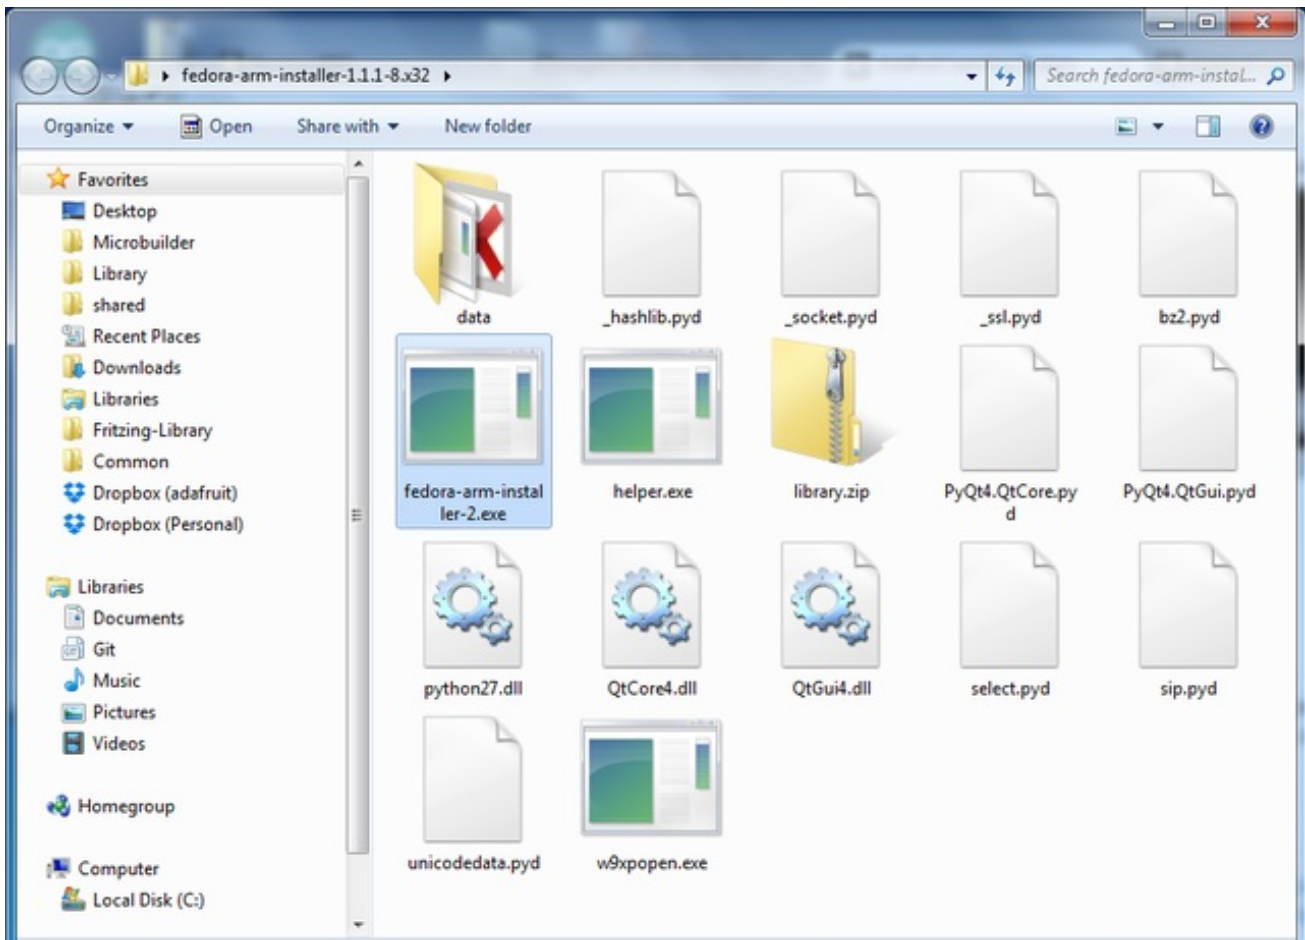 fedora-arm-installer-1.1.1-8.x32
Search fedora-arm-instal...
Organize
Open
Share with
New folder
Favorites
Desktop
Microbuilder
Library
shared
Recent Places
Downloads
Libraries
Fritzing-Library
Common
Dropbox (adafruit)
Dropbox (Personal)
Libraries
Documents
Git
Music
Pictures
Videos
Homegroup
Computer
Local Disk (C:)
data
_hashlib.pyd
_socket.pyd
_ssl.pyd
bz2.pyd
fedora-arm-instal
ler-2.exe
helper.exe
library.zip
PyQt4.QtCore.py
d
PyQt4.QtGui.pyd
python27.dll
QtCore4.dll
QtGui4.dll
select.pyd
sip.pyd
unicodedata.pyd
w9xpopen.exe